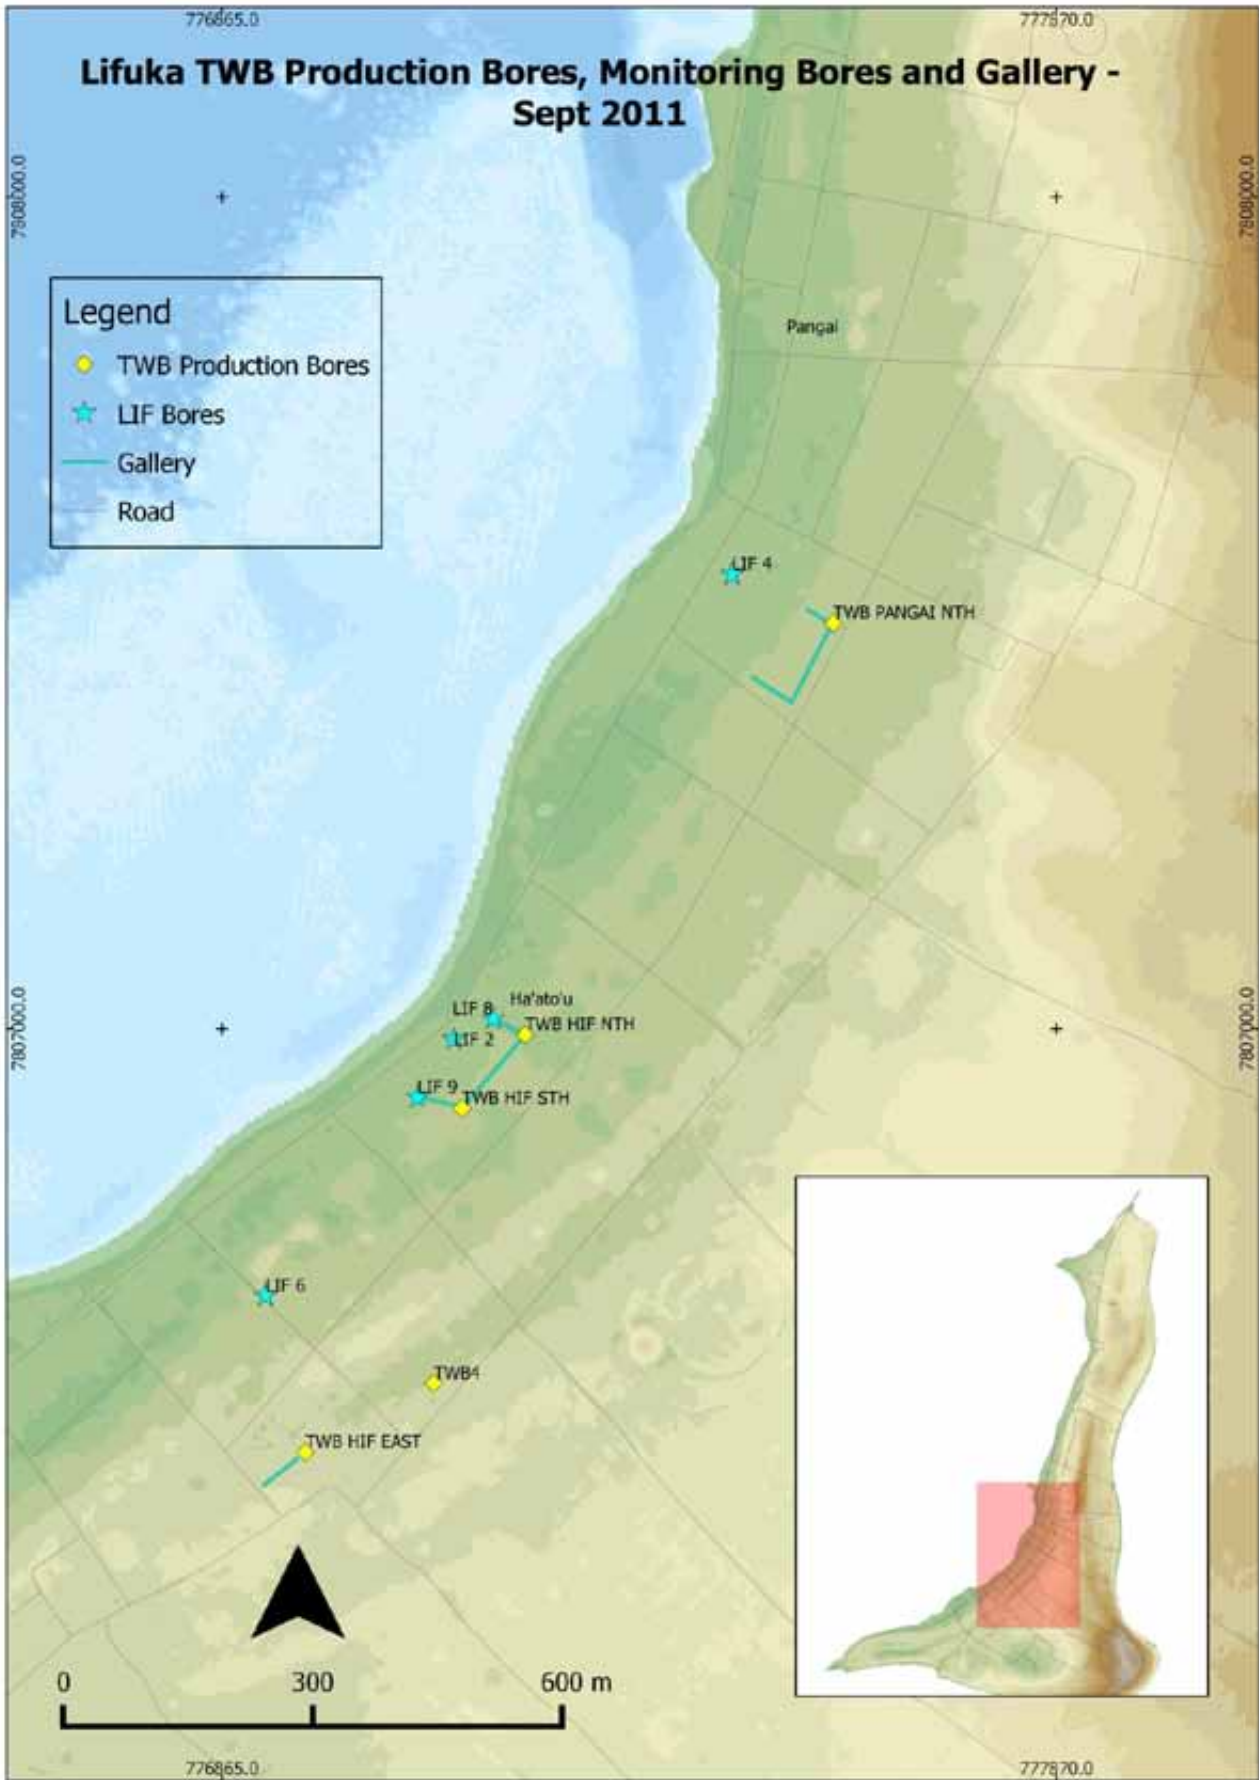 776865.0
777870.0
Lifuka TWB Production Bores, Monitoring Bores and Gallery -
Sept 2011
7808000.0
7808000.0
Legend
TWB Production Bores
LIF Bores
Gallery
Road
Pangai
LIF 4
TWB PANGAI NTH
7807000.0
7807000.0
LIF 8
Ha'ato'u
TWB HIF NTH
LIF 2
LIF 9
TWB HIF STH
LIF 6
TWB4
TWB HIF EAST
0 300 600 m
776865.0
777870.0